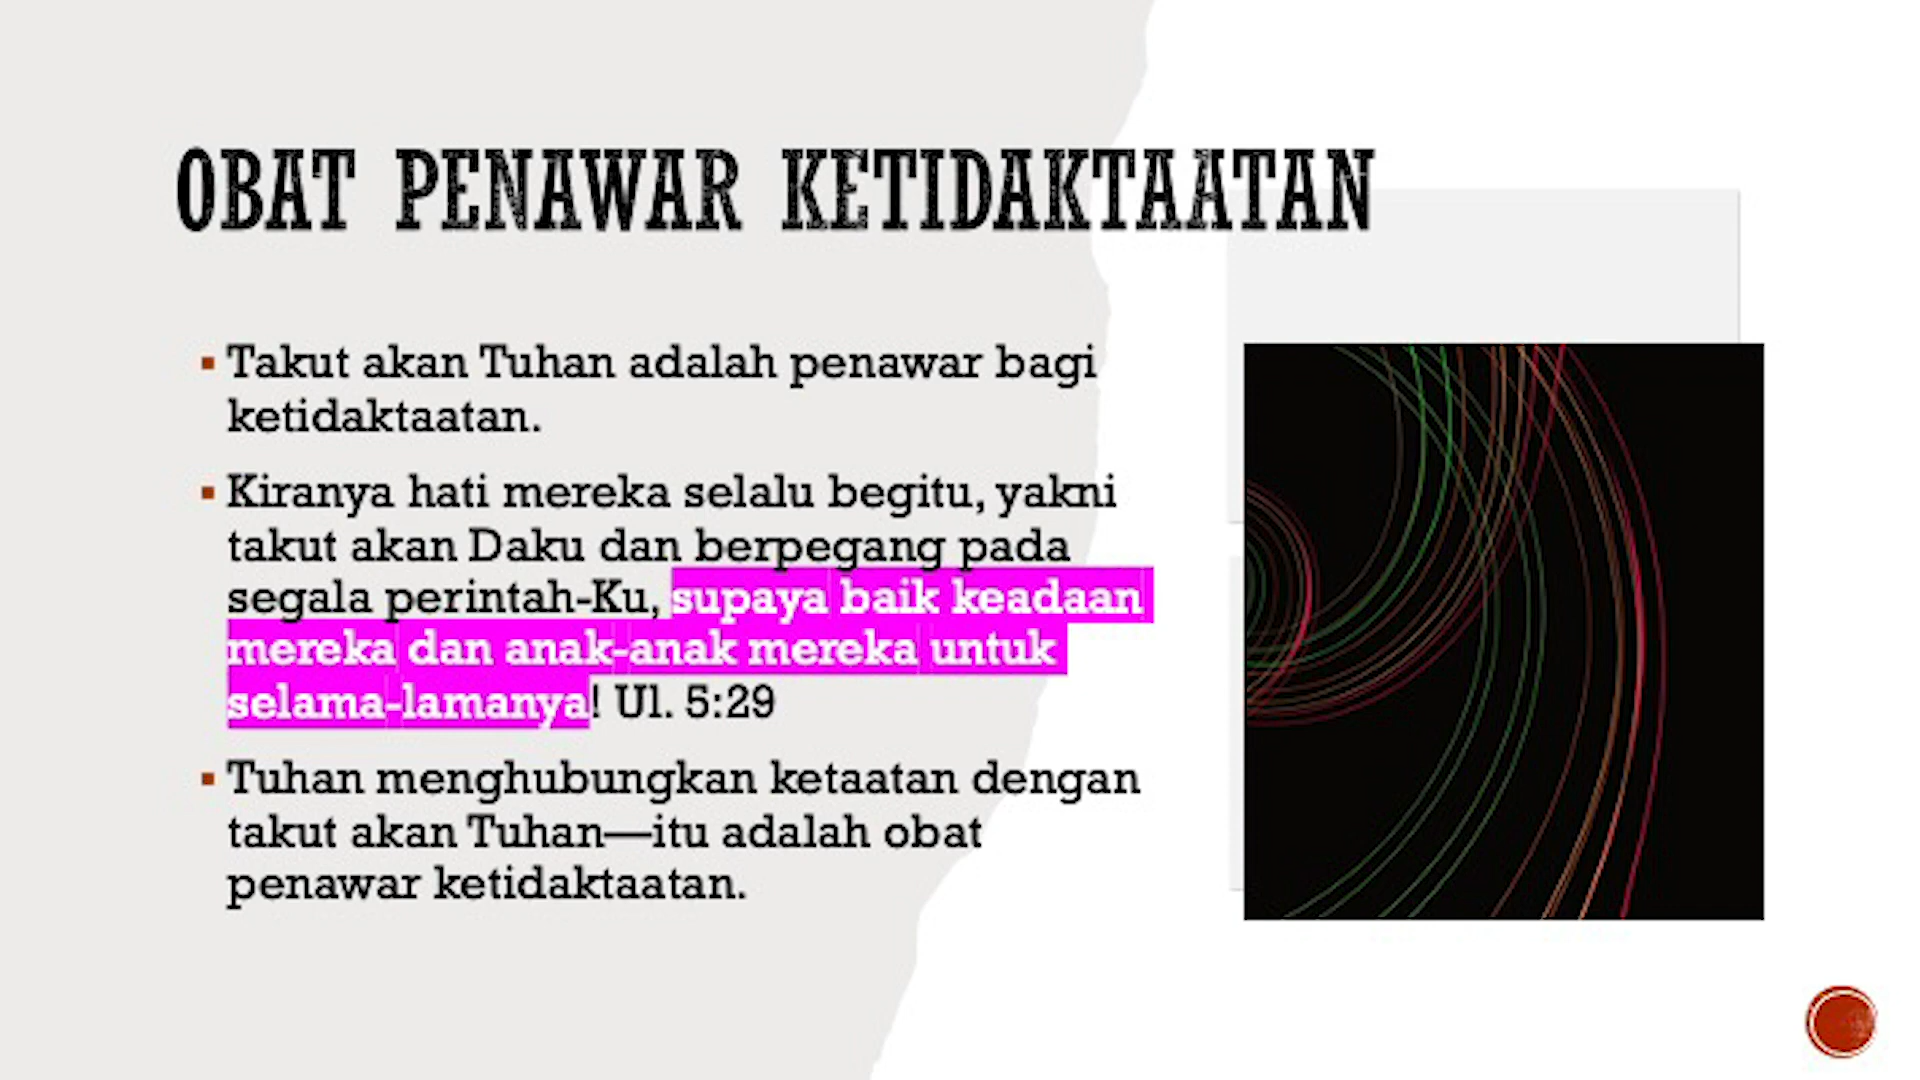 OBAT PENAWAR KETIDAKTAATAN
Takut akan Tuhan adalah penawar bagi
ketidaktaatan.
Kiranya hati mereka selalu begitu, yakni
takut akan Daku dan berpegang pada
segala perintah-Ku, supaya baik keadaan
mereka dan anak-anak mereka untuk
selama-lamanya! Ul. 5:29
Tuhan menghubungkan ketaatan dengan
takut akan Tuhan—itu adalah obat
penawar ketidaktaatan.